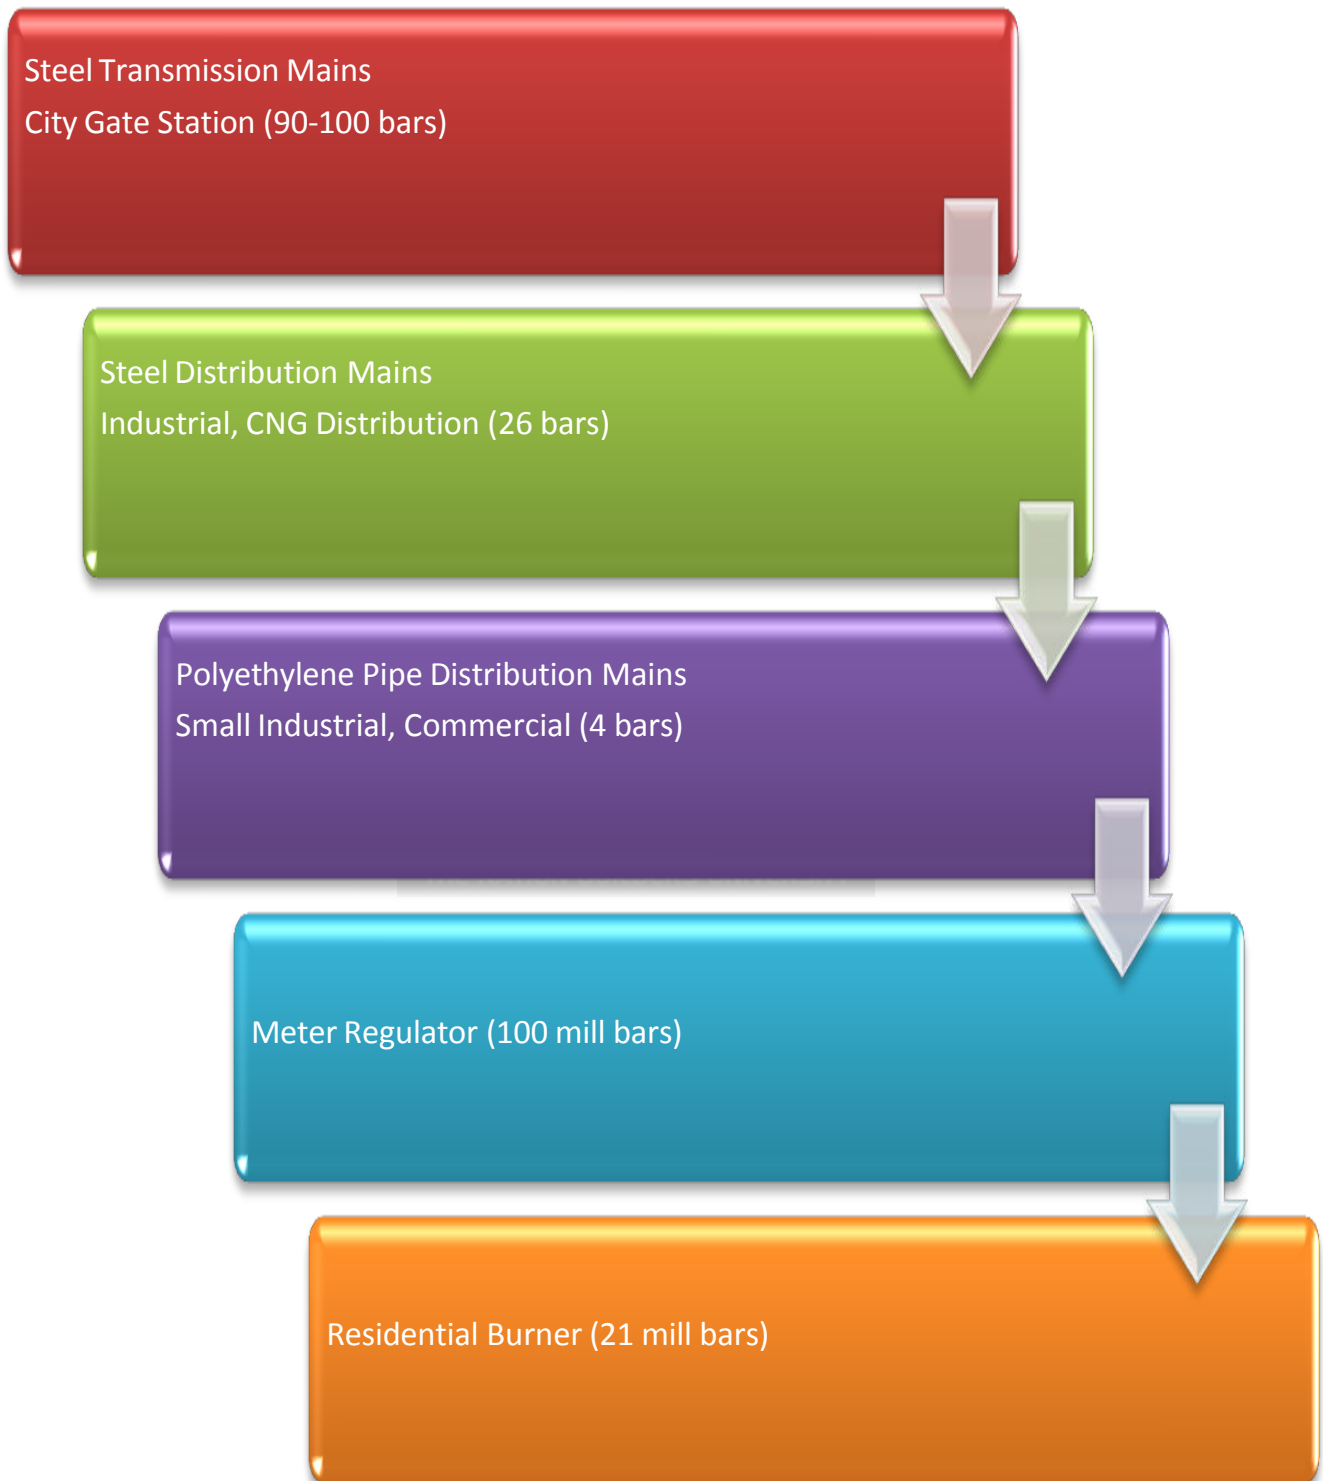 Steel Transmission Mains
City Gate Station (90-100 bars)
Steel Distribution Mains
Industrial, CNG Distribution (26 bars)
Polyethylene Pipe Distribution Mains
Small Industrial, Commercial (4 bars)
Meter Regulator (100 mill bars)
Residential Burner (21 mill bars)